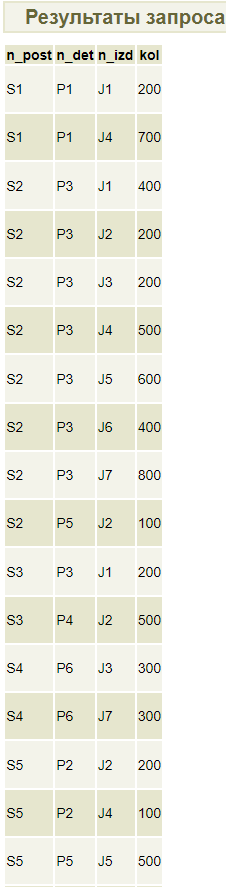 Результаты запроса
n_post n_det n_izd kol
S1 P1 J1 200
S1 P1 J4 700
S2 P3 J1 400
S2 P3 J2 200
S2 P3 J3 200
S2 P3 J4 500
S2 P3 J5 600
S2 P3 J6 400
S2 P3 J7 800
S2 P5 J2 100
S3 P3 J1 200
S3 P4 J2 500
S4 P6 J3 300
S4 P6 J7 300
S5 P2 J2 200
S5 P2 J4 100
S5 P5 J5 500